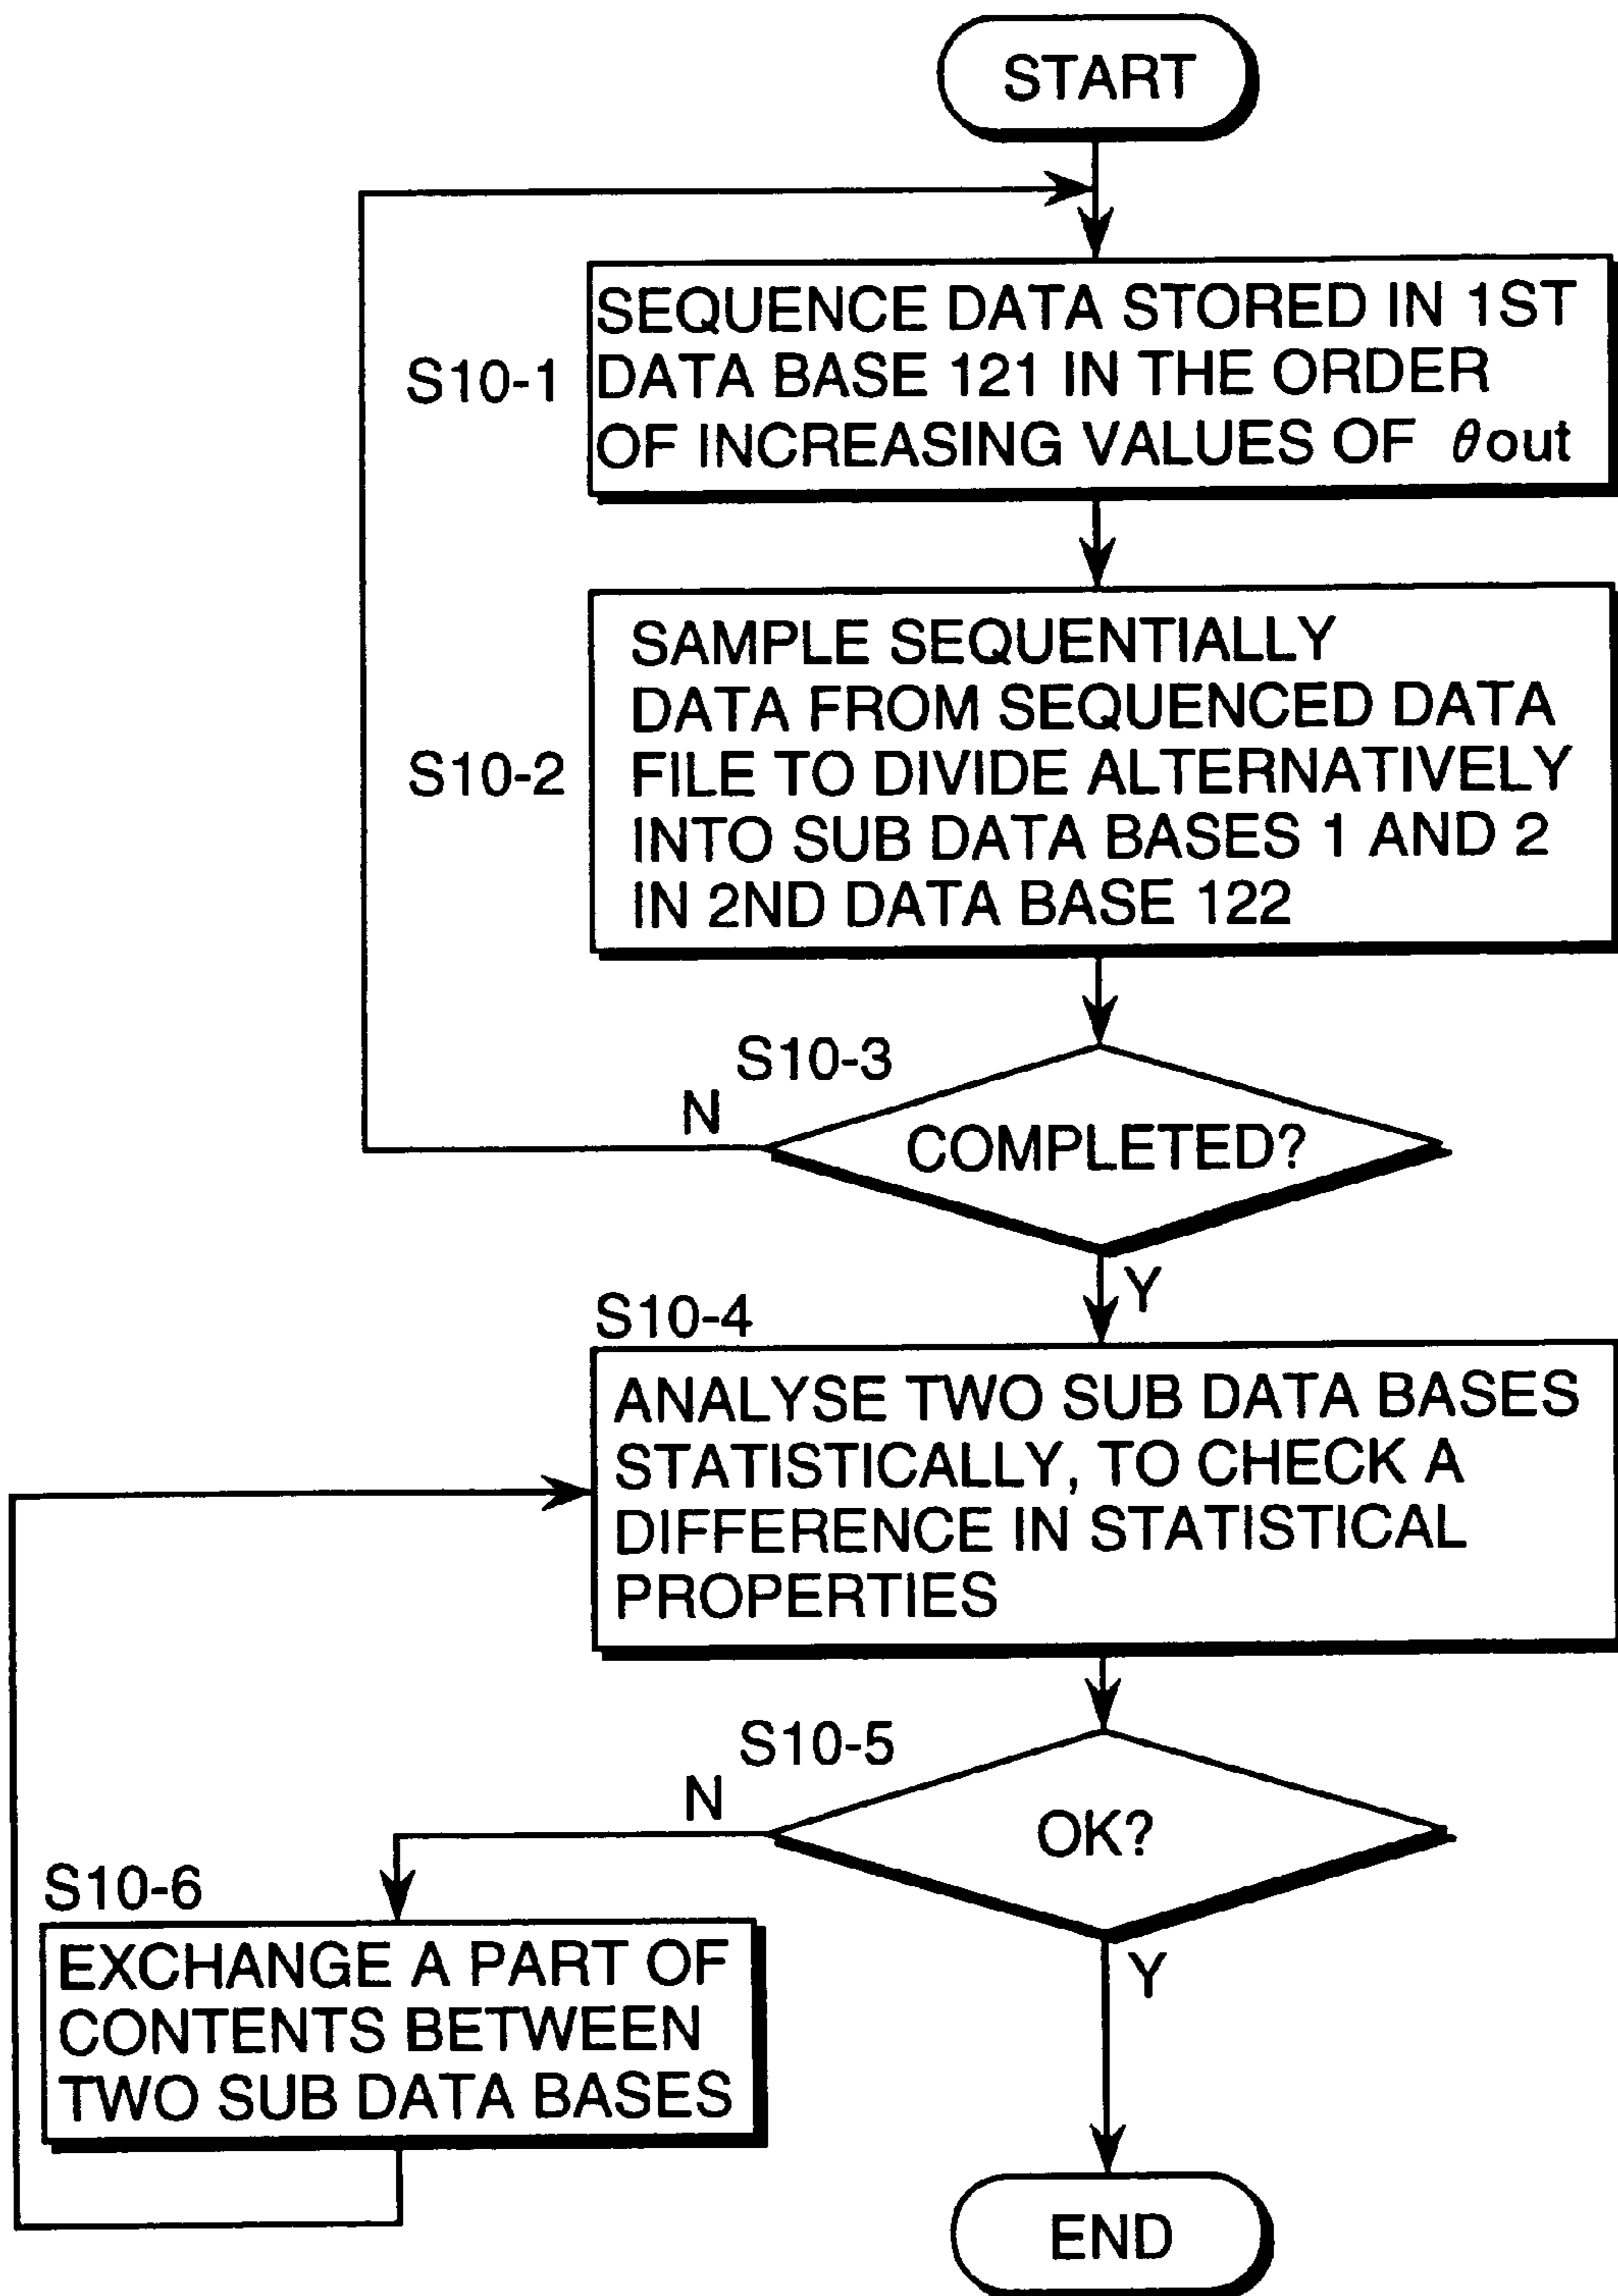 START
S10-1
SEQUENCE DATA STORED IN 1ST
DATA BASE 121 IN THE ORDER
OF INCREASING VALUES OF θout
S10-2
SAMPLE SEQUENTIALLY
DATA FROM SEQUENCED DATA
FILE TO DIVIDE ALTERNATIVELY
INTO SUB DATA BASES 1 AND 2
IN 2ND DATA BASE 122
S10-3
N
COMPLETED?
Y
S10-4
ANALYSE TWO SUB DATA BASES
STATISTICALLY, TO CHECK A
DIFFERENCE IN STATISTICAL
PROPERTIES
S10-5
N
OK?
Y
S10-6
EXCHANGE A PART OF
CONTENTS BETWEEN
TWO SUB DATA BASES
END